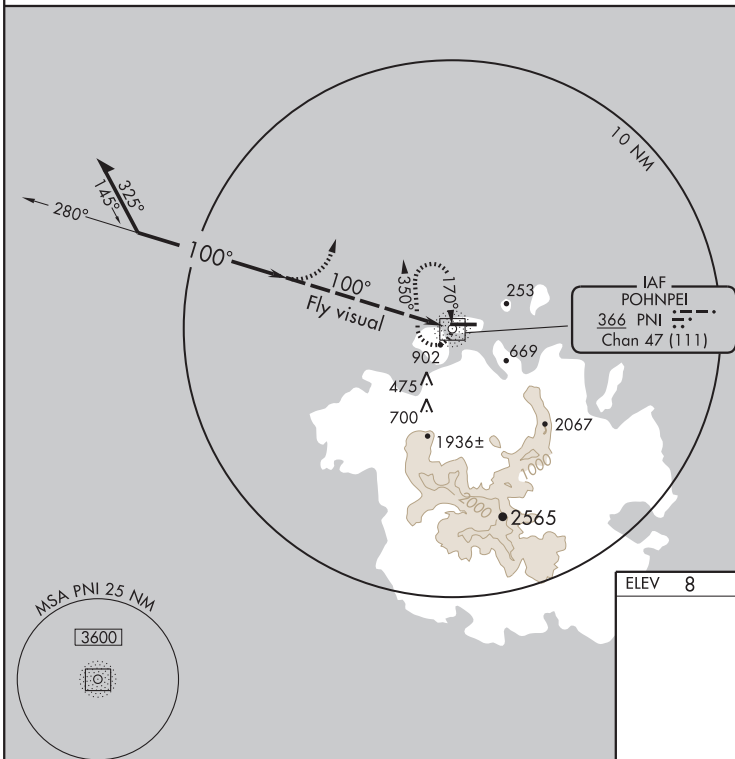 10 NM
325°
145°
280°
100°
100°
Fly visual
350°
170°
253
IAF
POHNPEI
366 PNI
Chan 47 (111)
902
669
475
700
1936±
2067
1000
2000
2565
MSA PNI 25 NM
3600
ELEV 8